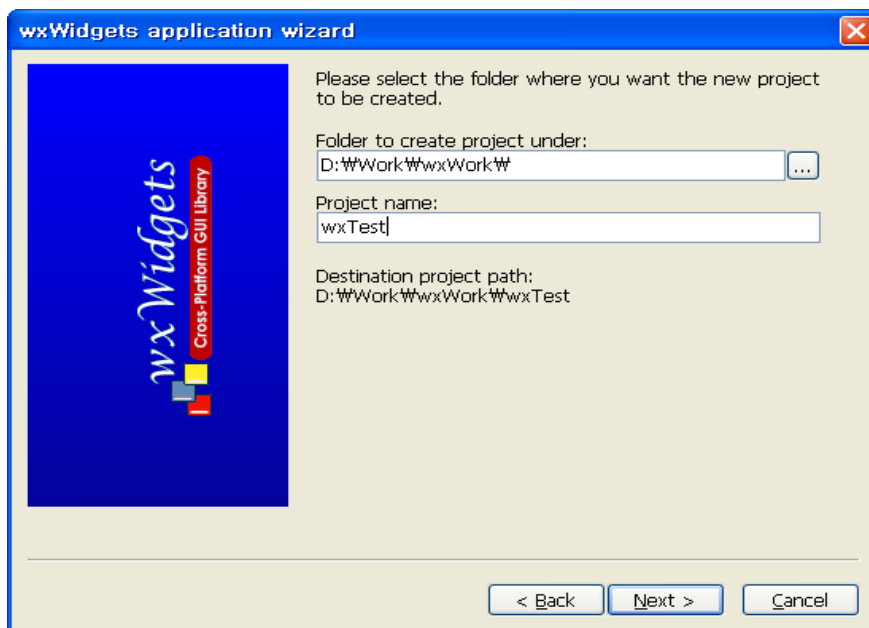 wxWidgets application wizard
wxWidgets
Cross-Platform GUI Library
Please select the folder where you want the new project
to be created.
Folder to create project under:
D:₩Work₩wxWork₩
...
Project name:
wxTest
Destination project path:
D:₩Work₩wxWork₩wxTest
< Back
Next >
Cancel